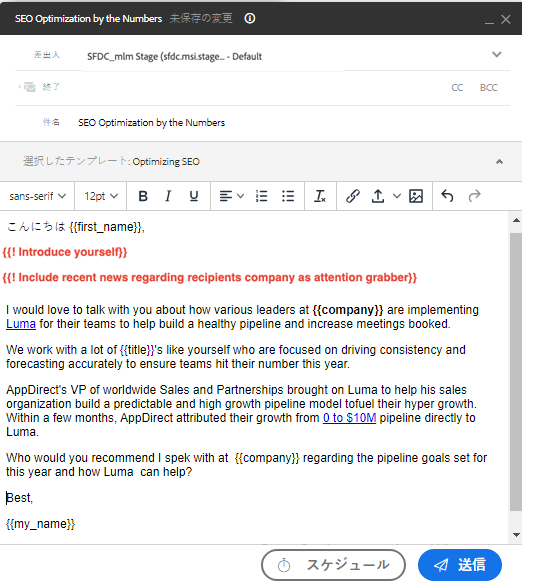 SEO Optimization by the Numbers 未保存の変更
差出人 SFDC_mlm Stage (sfdc.msi.stage... - Default
終了 CC BCC
件名 SEO Optimization by the Numbers
選択したテンプレート: Optimizing SEO
sans-serif 12pt B I U
こんにちは {{first_name}},
{{! Introduce yourself}}
{{! Include recent news regarding recipients company as attention grabber}}
I would love to talk with you about how various leaders at {{company}} are implementing
Luma for their teams to help build a healthy pipeline and increase meetings booked.
We work with a lot of {{title}}'s like yourself who are focused on driving consistency and
forecasting accurately to ensure teams hit their number this year.
AppDirect's VP of worldwide Sales and Partnerships brought on Luma to help his sales
organization build a predictable and high growth pipeline model tofuel their hyper growth.
Within a few months, AppDirect attributed their growth from 0 to $10M pipeline directly to
Luma.
Who would you recommend I spek with at {{company}} regarding the pipeline goals set for
this year and how Luma can help?
Best,
{{my_name}}
スケジュール 送信